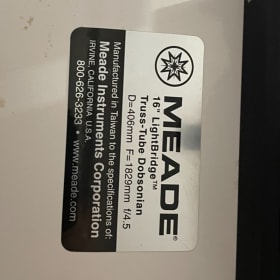 MEADE®
16" LightBridge™
Truss-Tube Dobsonian
D=406mm F=1829mm f/4.5
Manufactured in Taiwan to the specifications of:
Meade Instruments Corporation
IRVINE, CALIFORNIA U.S.A.
800-626-3233 • www.meade.com